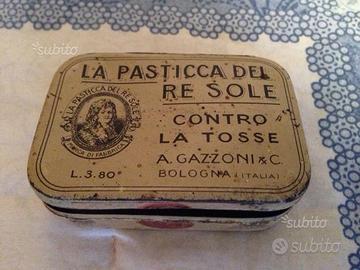 subito
LA PASTICCA DEL
RE SOLE
LA PASTICCA DEL RE SOLE
MARCA DI FABBRICA
CONTRO
LA TOSSE
A. GAZZONI & C.
BOLOGNA (ITALIA)
L. 3.80
subito
subito